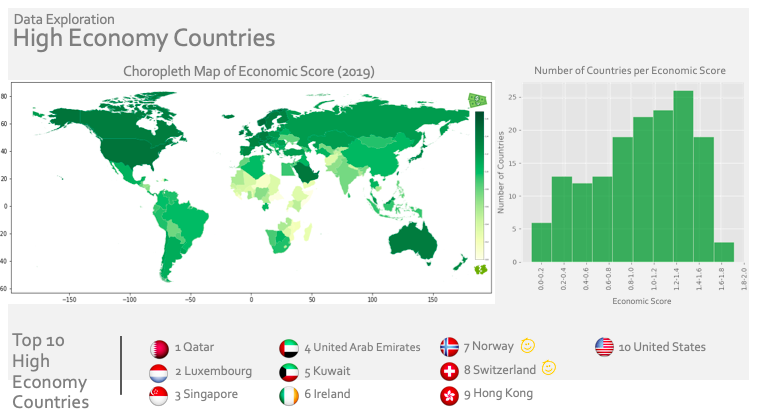 Data Exploration
High Economy Countries
Choropleth Map of Economic Score (2019)
80
60
40
20
0
20
40
60
−150
−100
−50
0
50
100
150
Number of Countries per Economic Score
Number of Countries
25
20
15
10
5
0
0.0-0.2
0.2-0.4
0.4-0.6
0.6-0.8
0.8-1.0
1.0-1.2
1.2-1.4
1.4-1.6
1.6-1.8
1.8-2.0
Economic Score
Top 10
High
Economy
Countries
1 Qatar
2 Luxembourg
3 Singapore
4 United Arab Emirates
5 Kuwait
6 Ireland
7 Norway
8 Switzerland
9 Hong Kong
10 United States